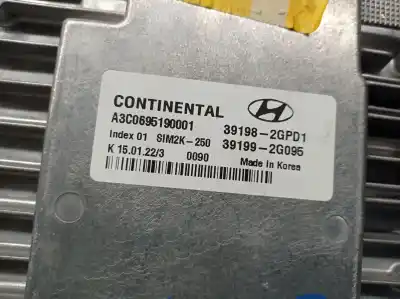 CONTINENTAL
A3C0695190001 39198-2GPD1
Index 01 SIM2K-250 39199-2G095
K 15.01.22/3 0090 Made in Korea